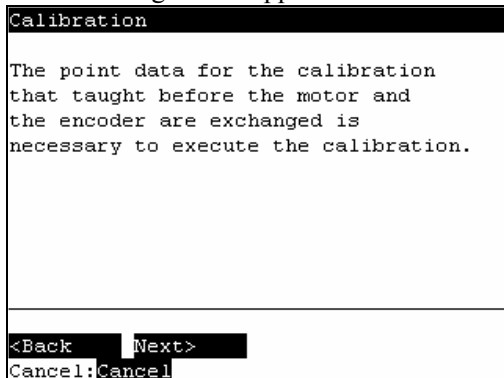 Calibration
The point data for the calibration
that taught before the motor and
the encoder are exchanged is
necessary to execute the calibration.
<Back Next>
Cancel:Cancel